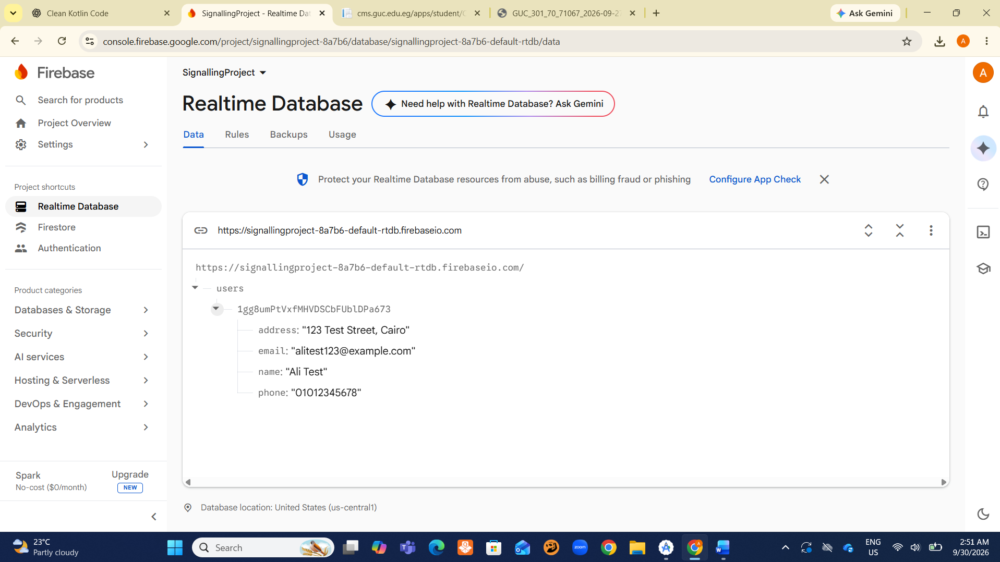 Clean Kotlin Code
SignallingProject - Realtime Dat
cms.guc.edu.eg/apps/student/
GUC_301_70_71067_2026-09-2
Ask Gemini
console.firebase.google.com/project/signallingproject-8a7b6/database/signallingproject-8a7b6-default-rtdb/data
A
Firebase
Search for products
Project Overview
Settings
Project shortcuts
Realtime Database
Firestore
Authentication
Product categories
Databases & Storage
Security
AI services
Hosting & Serverless
DevOps & Engagement
Analytics
Spark
No-cost ($0/month)
Upgrade
NEW
SignallingProject
Realtime Database
Need help with Realtime Database? Ask Gemini
Data
Rules
Backups
Usage
Protect your Realtime Database resources from abuse, such as billing fraud or phishing
Configure App Check
https://signallingproject-8a7b6-default-rtdb.firebaseio.com
https://signallingproject-8a7b6-default-rtdb.firebaseio.com/
users
1gg8umPtVxfMHVDSCbFUblDPa673
address: "123 Test Street, Cairo"
email: "alitest123@example.com"
name: "Ali Test"
phone: "01012345678"
Database location: United States (us-central1)
A
23°C
Partly cloudy
Search
zoom
ENG
US
2:51 AM
9/30/2026